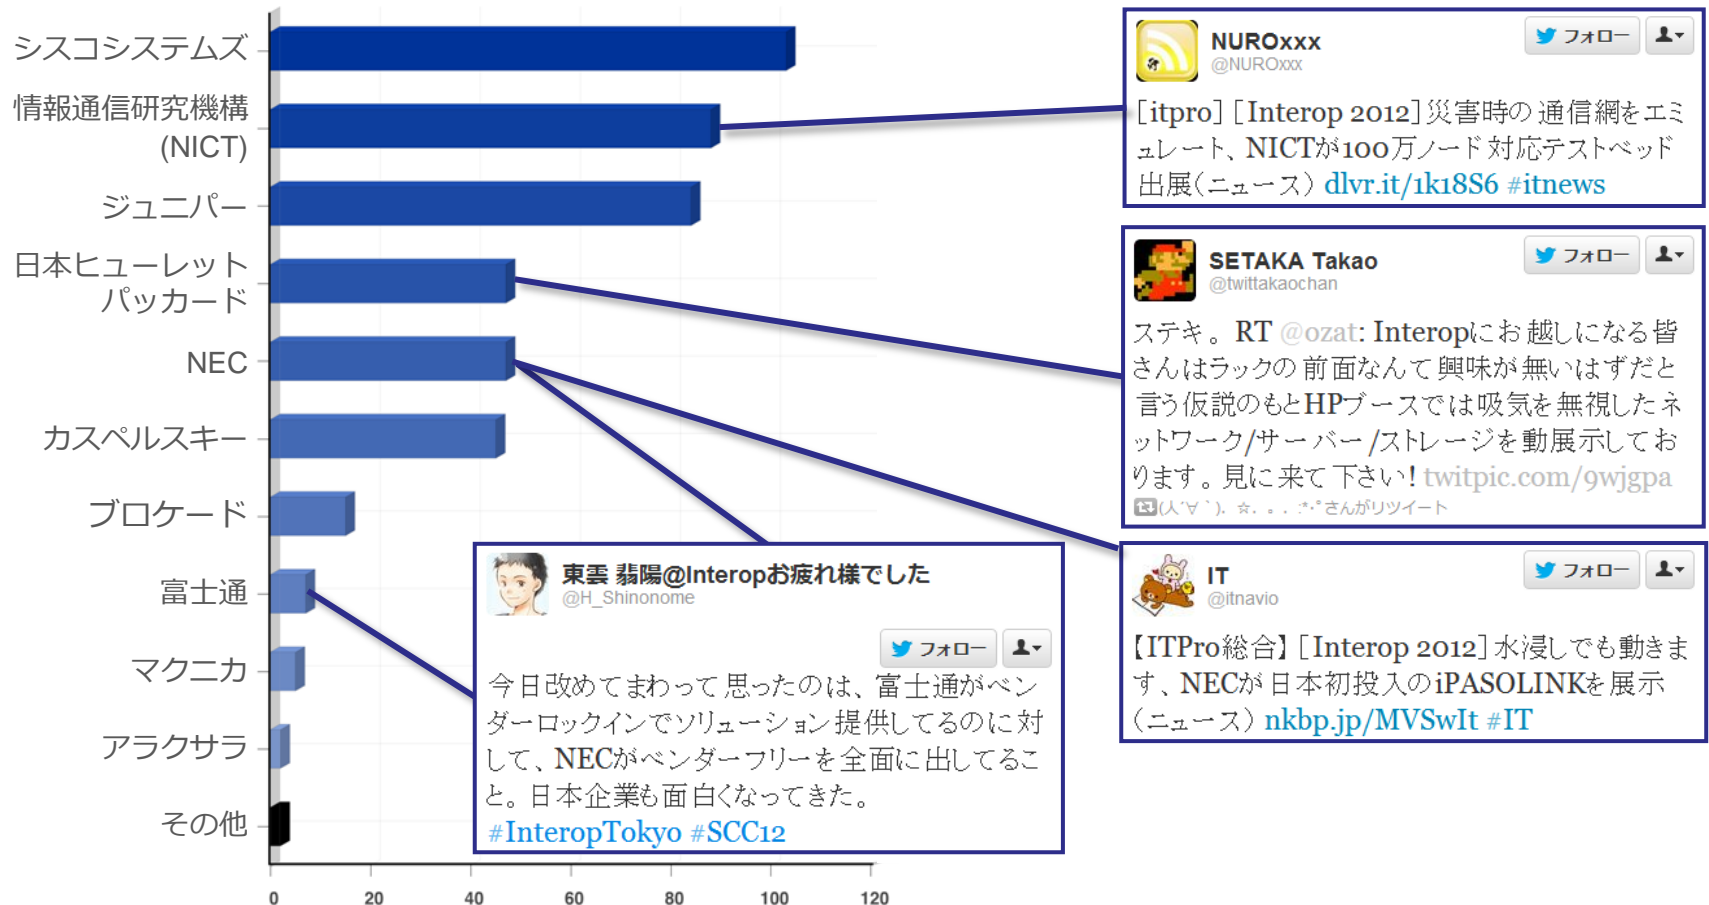 シスコシステムズ
情報通信研究機構
(NICT)
ジュニパー
日本ヒューレット
パッカード
NEC
カスペルスキー
ブロケード
富士通
マクニカ
アラクサラ
その他
0 20 40 60 80 100 120
NUROxxx
@NUROxxx
フォロー
[itpro] [Interop 2012]災害時の通信網をエミ
ュレート、NICTが100万ノード対応テストベッド
出展(ニュース) dlvr.it/1k18S6 #itnews
SETAKA Takao
@twittakaochan
フォロー
ステキ。RT @ozat: Interopにお越しになる皆
さんはラックの前面なんて興味が無いはずだと
言う仮説のもとHPブースでは吸気を無視したネ
ットワーク/サーバー/ストレージを動展示してお
ります。見に来て下さい! twitpic.com/9wjgpa
(人´∀｀). ☆. 。. .:*・゜さんがリツイート
東雲 翡陽@Interopお疲れ様でした
@H_Shinonome
フォロー
今日改めてまわって思ったのは、富士通がベン
ダーロックインでソリューション提供してるのに対
して、NECがベンダーフリーを全面に出してるこ
と。日本企業も面白くなってきた。
#InteropTokyo #SCC12
IT
@itnavio
フォロー
【ITPro総合】[Interop 2012]水浸しでも動きま
す、NECが日本初投入のiPASOLINKを展示
(ニュース) nkbp.jp/MVSwIt #IT